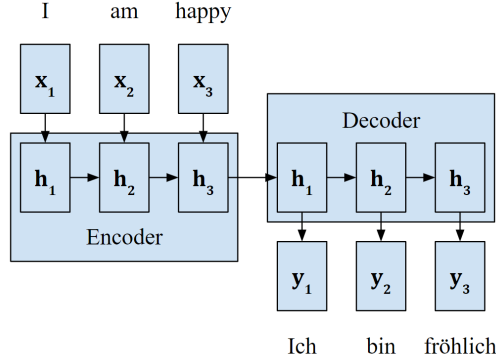 I am happy
x₁ x₂ x₃
Decoder
h₁ h₂ h₃ h₁ h₂ h₃
Encoder
y₁ y₂ y₃
Ich bin fröhlich